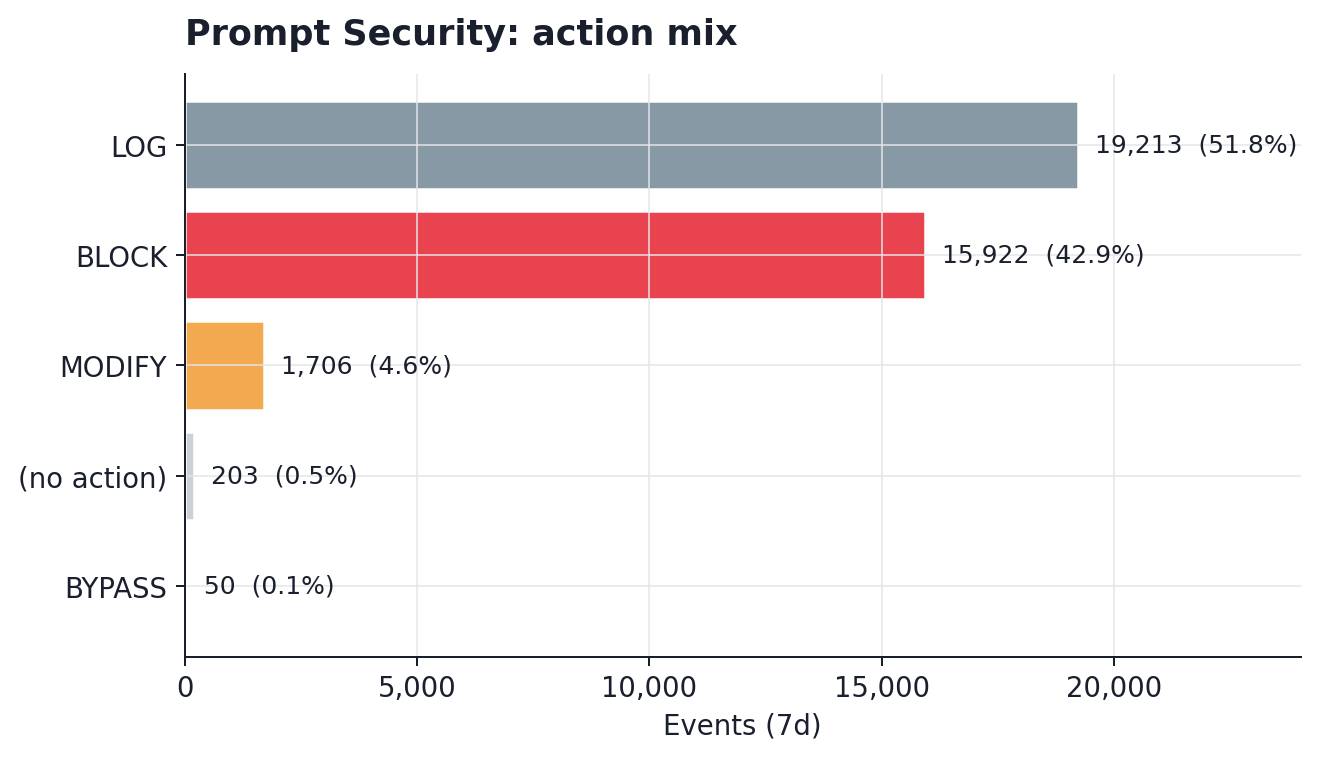 Prompt Security: action mix
LOG
19,213  (51.8%)
BLOCK
15,922  (42.9%)
MODIFY
1,706  (4.6%)
(no action)
203  (0.5%)
BYPASS
50  (0.1%)
0
5,000
10,000
15,000
20,000
Events (7d)